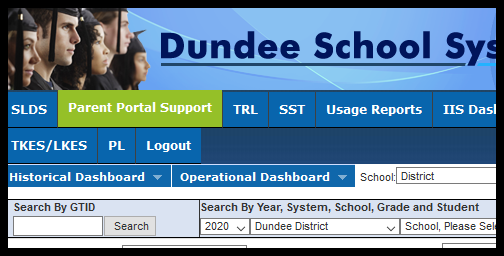 Dundee School Sys
SLDS Parent Portal Support TRL SST Usage Reports IIS Das
TKES/LKES PL Logout
Historical Dashboard Operational Dashboard School: District
Search By GTID Search By Year, System, School, Grade and Student
Search 2020 Dundee District School, Please Sele